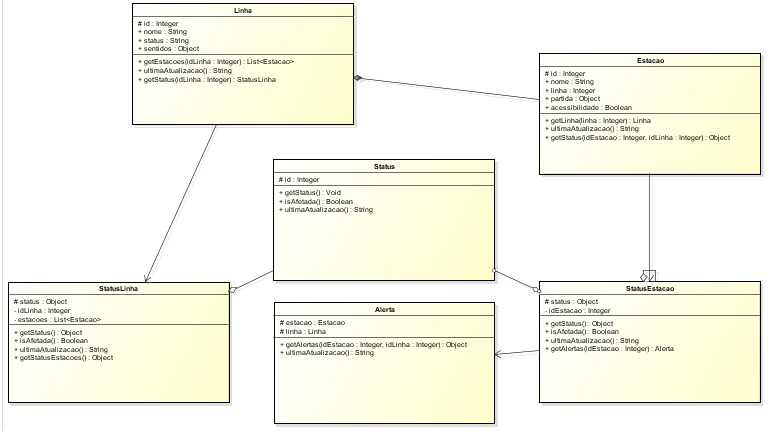 Linha
# id : Integer
+ nome : String
+ status : String
+ sentidos : Object
+ getEstacoes(idLinha : Integer) : List<Estacao>
+ ultimaAtualizacao() : String
+ getStatus(idLinha : Integer) : StatusLinha
Estacao
# id : Integer
+ nome : String
+ linha : Integer
+ partida : Object
+ acessibilidade : Boolean
+ getLinha(linha : Integer) : Linha
+ ultimaAtualizacao() : String
+ getStatus(idEstacao : Integer, idLinha : Integer) : Object
Status
# id : Integer
+ getStatus() : Void
+ isAfetada() : Boolean
+ ultimaAtualizacao() : String
StatusLinha
# status : Object
- idLinha : Integer
- estacoes : List<Estacao>
+ getStatus() : Object
+ isAfetada() : Boolean
+ ultimaAtualizacao() : String
+ getStatusEstacoes() : Object
Alerta
# estacao : Estacao
# linha : Linha
+ getAlertas(idEstacao : Integer, idLinha : Integer) : Object
+ ultimaAtualizacao() : String
StatusEstacao
# status : Object
- idEstacao : Integer
+ getStatus() : Object
+ isAfetada() : Boolean
+ ultimaAtualizacao() : String
+ getAlertas(idEstacao : Integer) : Alerta